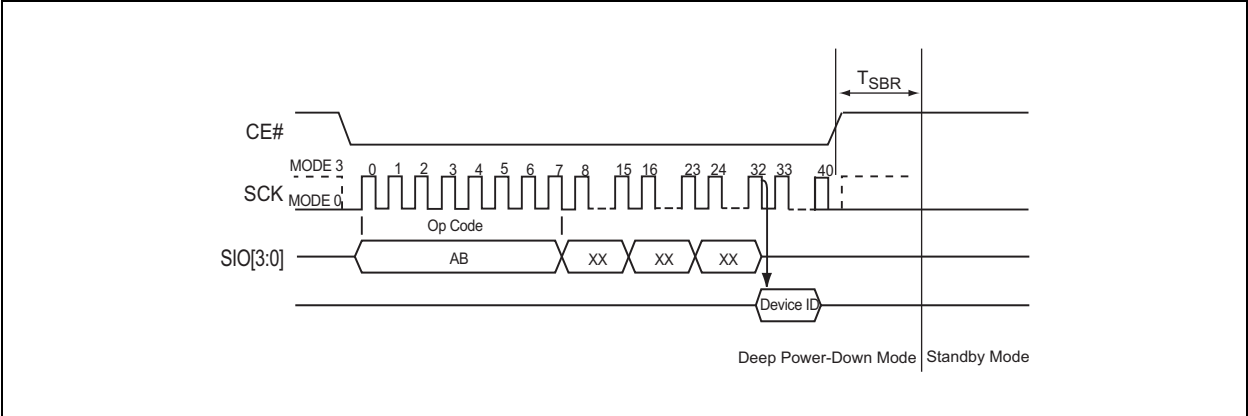 TSBR
CE#
MODE 3
0 1 2 3 4 5 6 7 8 15 16 23 24 32 33 40
SCK
MODE 0
Op Code
SIO[3:0]
AB XX XX XX
Device ID
Deep Power-Down Mode Standby Mode